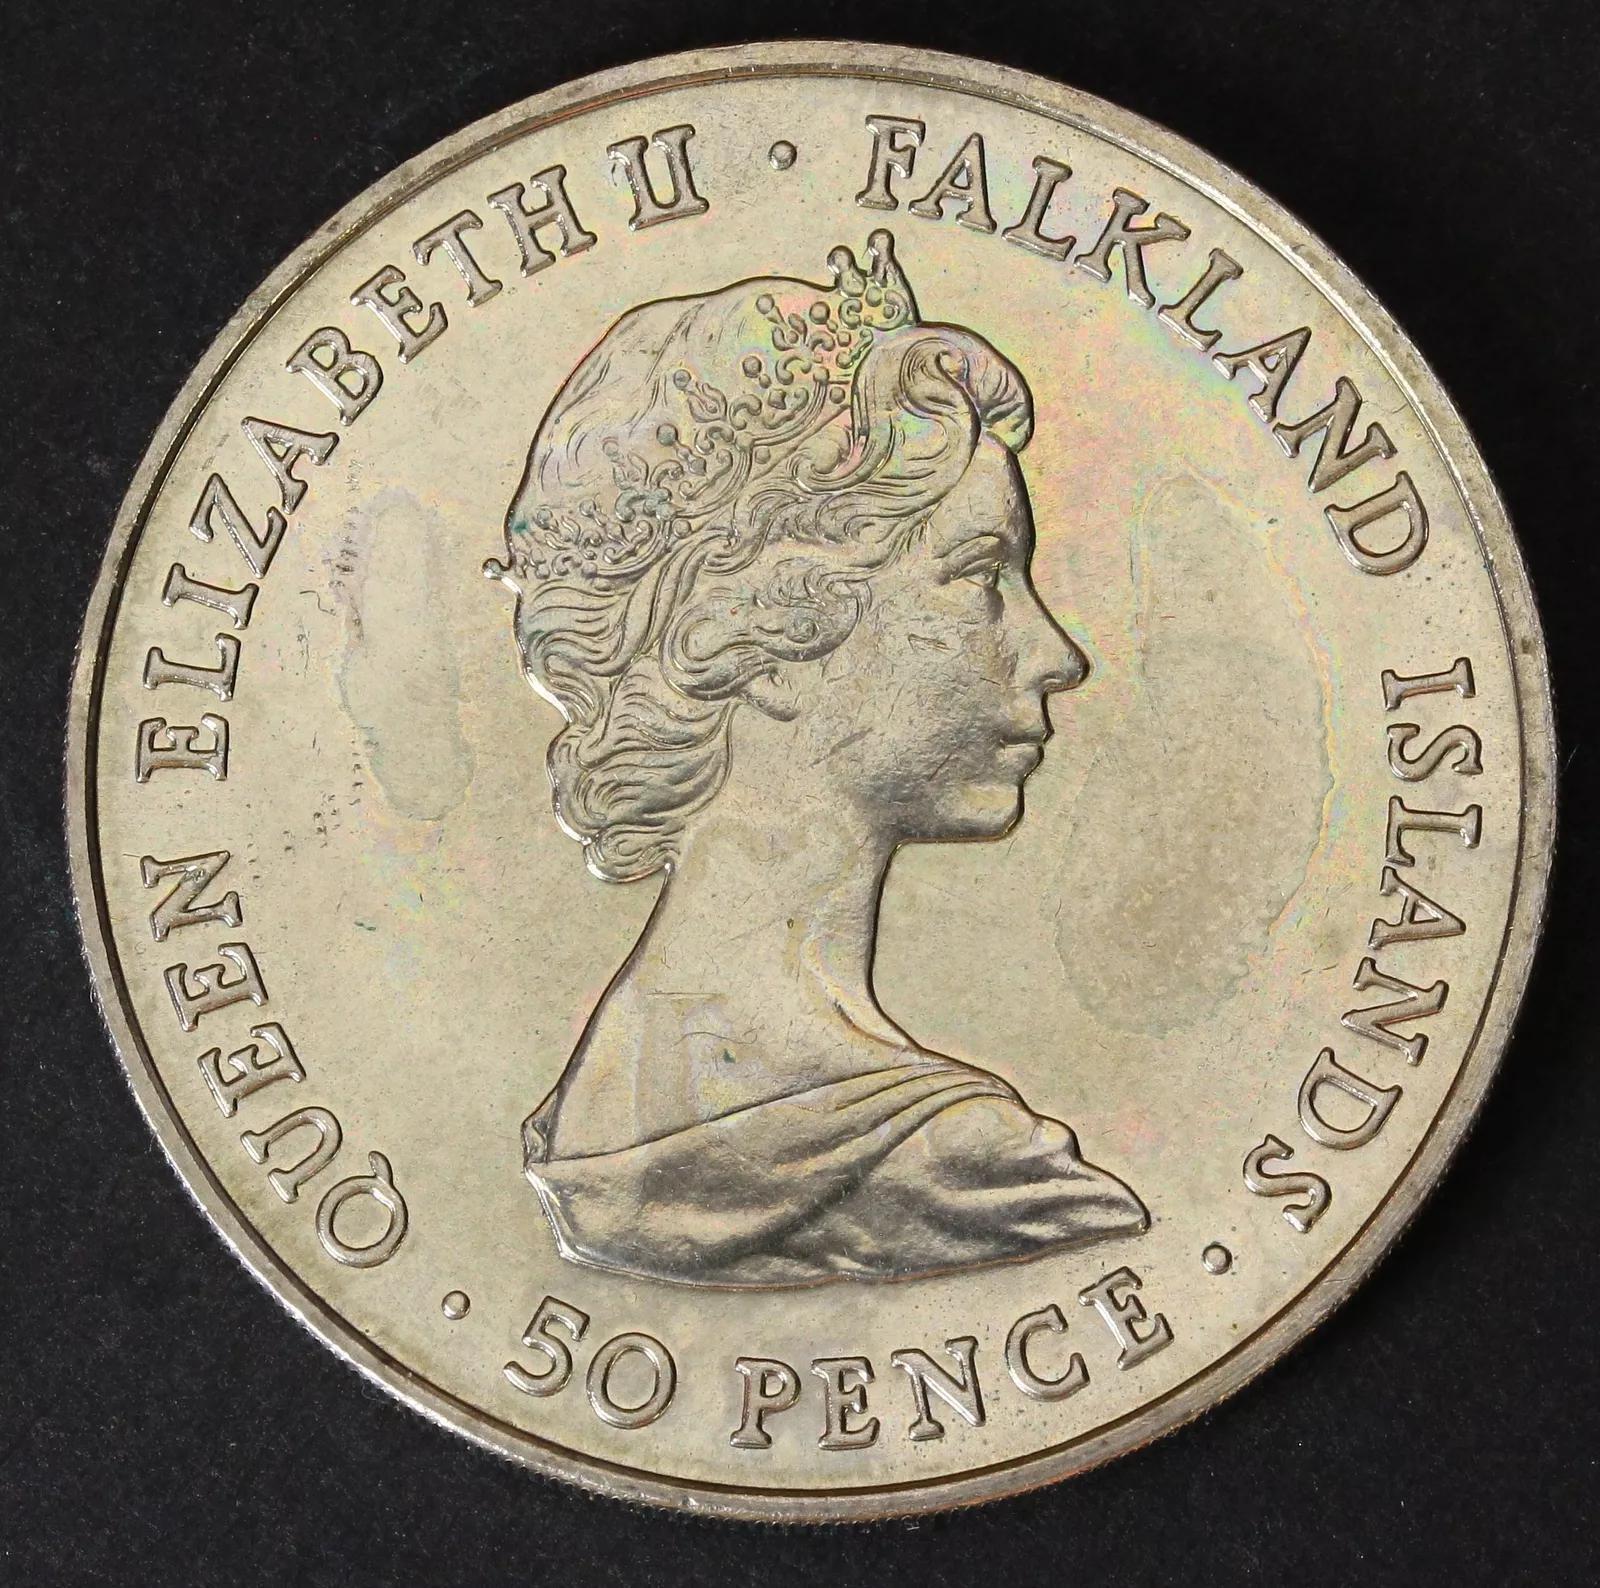 QUEEN ELIZABETH II · FALKLAND ISLANDS ·
50 PENCE ·